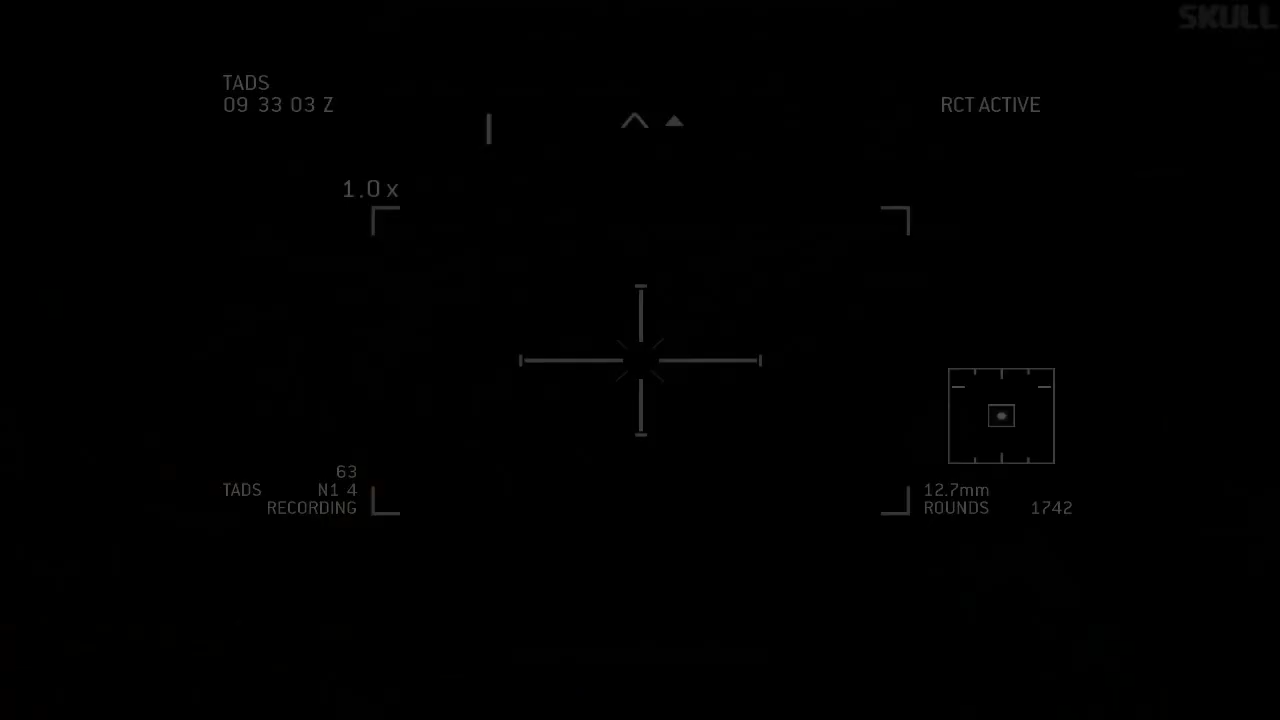 SKULL
TADS
09 33 03 Z
RCT ACTIVE
1.0 x
63
TADS N1 4
RECORDING
12.7mm
ROUNDS 1742